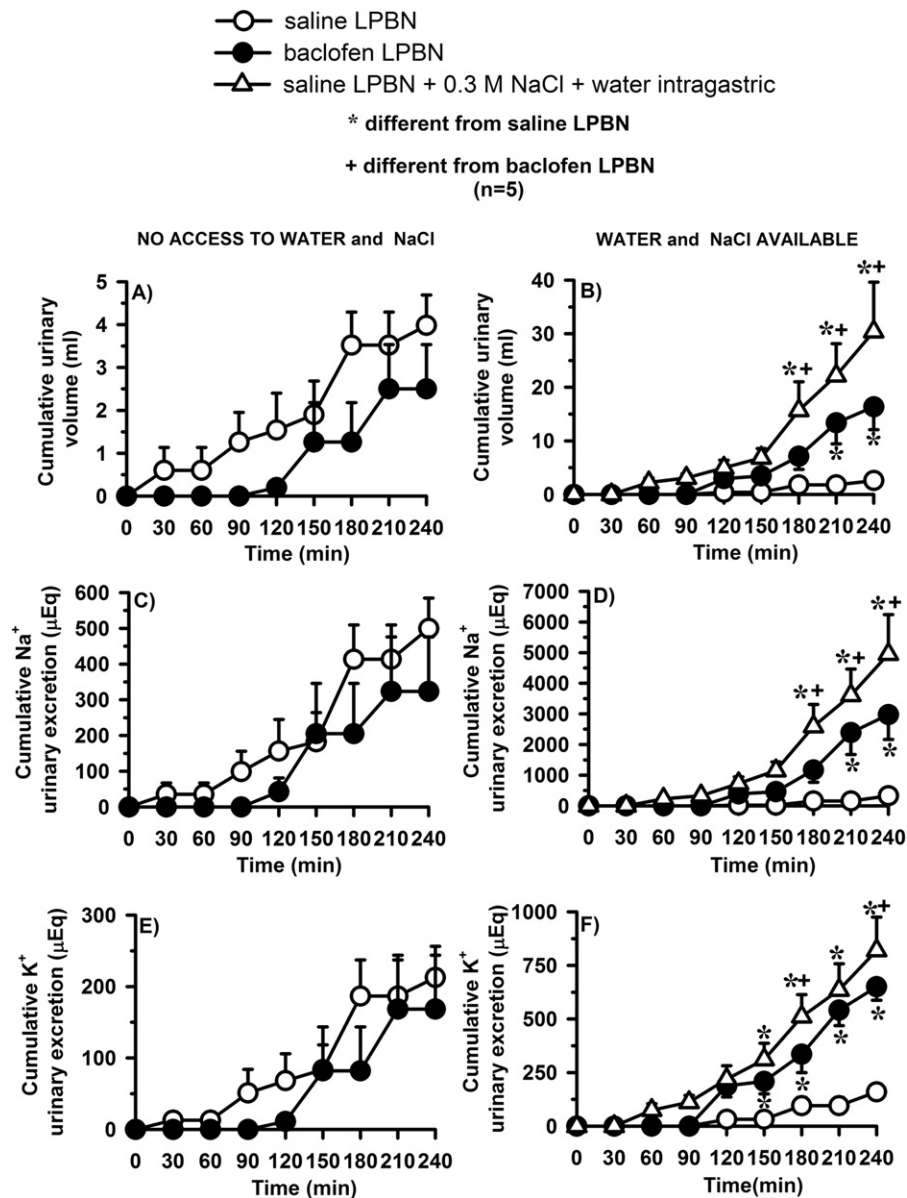 saline LPBN
baclofen LPBN
saline LPBN + 0.3 M NaCl + water intragastric
* different from saline LPBN
+ different from baclofen LPBN
(n=5)
NO ACCESS TO WATER and NaCl
WATER and NaCl AVAILABLE
A)
Cumulative urinary
volume (ml)
5
4
3
2
1
0
0 30 60 90 120 150 180 210 240
Time (min)
B)
Cumulative urinary
volume (ml)
40
30
20
10
0
*+ *+ *+
* *
0 30 60 90 120 150 180 210 240
Time (min)
C)
Cumulative Na+
urinary excretion (µEq)
600
500
400
300
200
100
0
0 30 60 90 120 150 180 210 240
Time (min)
D)
Cumulative Na+
urinary excretion (µEq)
7000
6000
5000
4000
3000
2000
1000
0
*+ *+ *+
* *
0 30 60 90 120 150 180 210 240
Time (min)
E)
Cumulative K+
urinary excretion (µEq)
300
200
100
0
0 30 60 90 120 150 180 210 240
Time (min)
F)
Cumulative K+
urinary excretion (µEq)
1000
750
500
250
0
* *+ * *+
* * * *
0 30 60 90 120 150 180 210 240
Time(min)